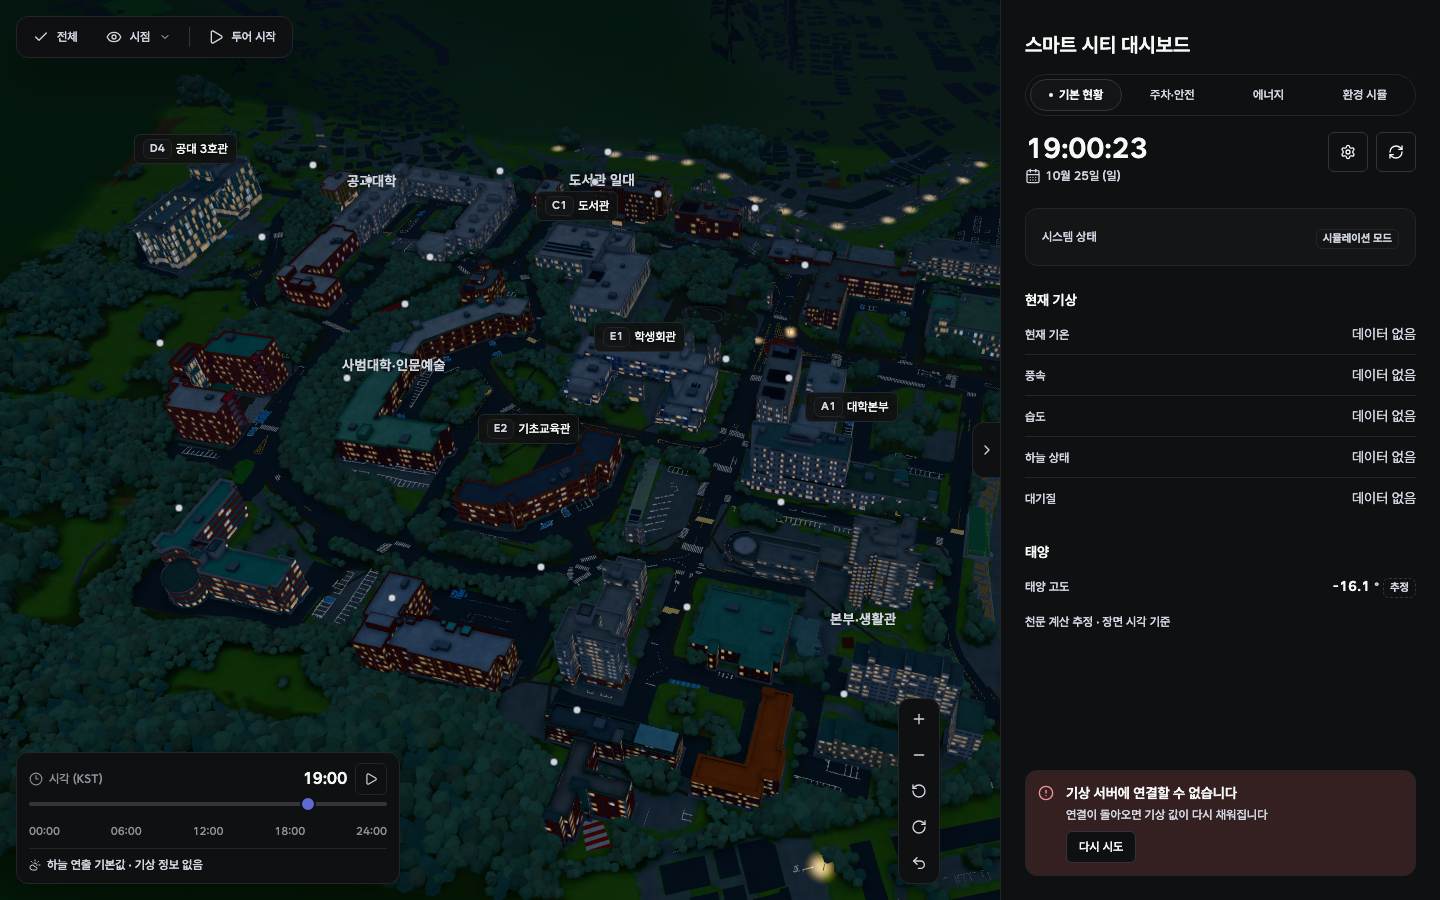 전체 시점 투어 시작
D4 공대 3호관
공과대학
도서관 일대
C1 도서관
E1 학생회관
사범대학·인문예술
A1 대학본부
E2 기초교육관
본부·생활관
시각 (KST) 19:00
00:00 06:00 12:00 18:00 24:00
하늘 연출 기본값 · 기상 정보 없음
스마트 시티 대시보드
기본 현황 주차·안전 에너지 환경 시뮬
19:00:23
10월 25일 (일)
시스템 상태 시뮬레이션 모드
현재 기상
현재 기온 데이터 없음
풍속 데이터 없음
습도 데이터 없음
하늘 상태 데이터 없음
대기질 데이터 없음
태양
태양 고도 -16.1 ° 추정
천문 계산 추정 · 장면 시각 기준
기상 서버에 연결할 수 없습니다
연결이 돌아오면 기상 값이 다시 채워집니다
다시 시도